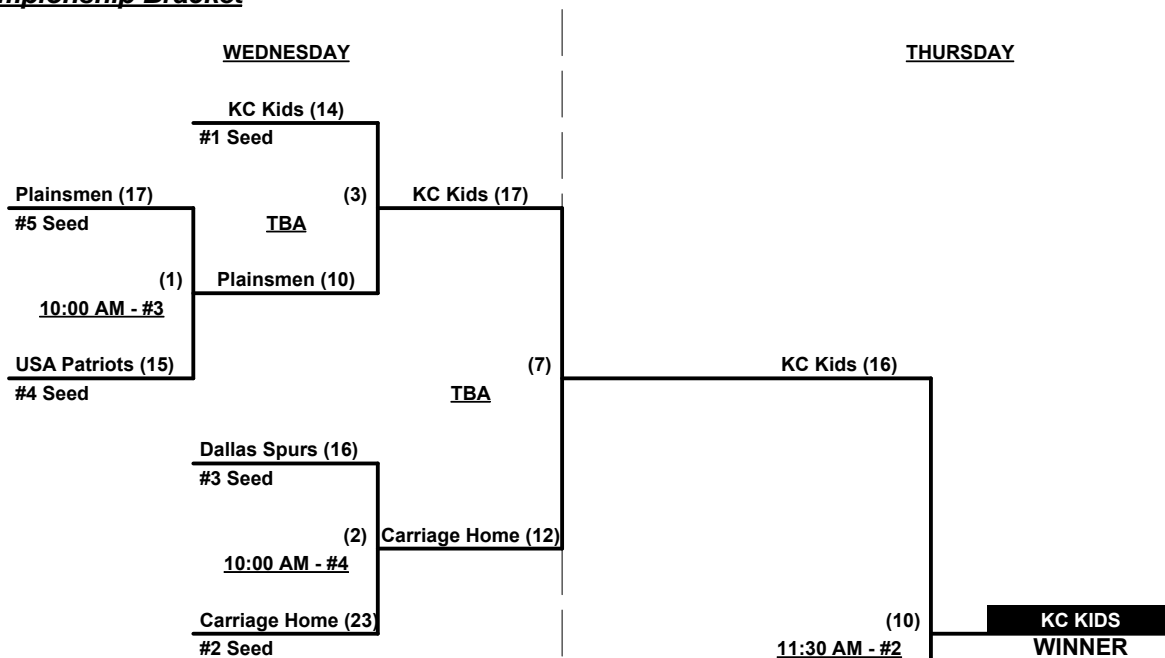 WEDNESDAY
THURSDAY
KC Kids (14)
#1 Seed
Plainsmen (17)
(3)
KC Kids (17)
#5 Seed
TBA
(1)
Plainsmen (10)
10:00 AM - #3
USA Patriots (15)
(7)
KC Kids (16)
#4 Seed
TBA
Dallas Spurs (16)
#3 Seed
(2)
Carriage Home (12)
10:00 AM - #4
Carriage Home (23)
(10)
KC KIDS
#2 Seed
11:30 AM - #2
WINNER